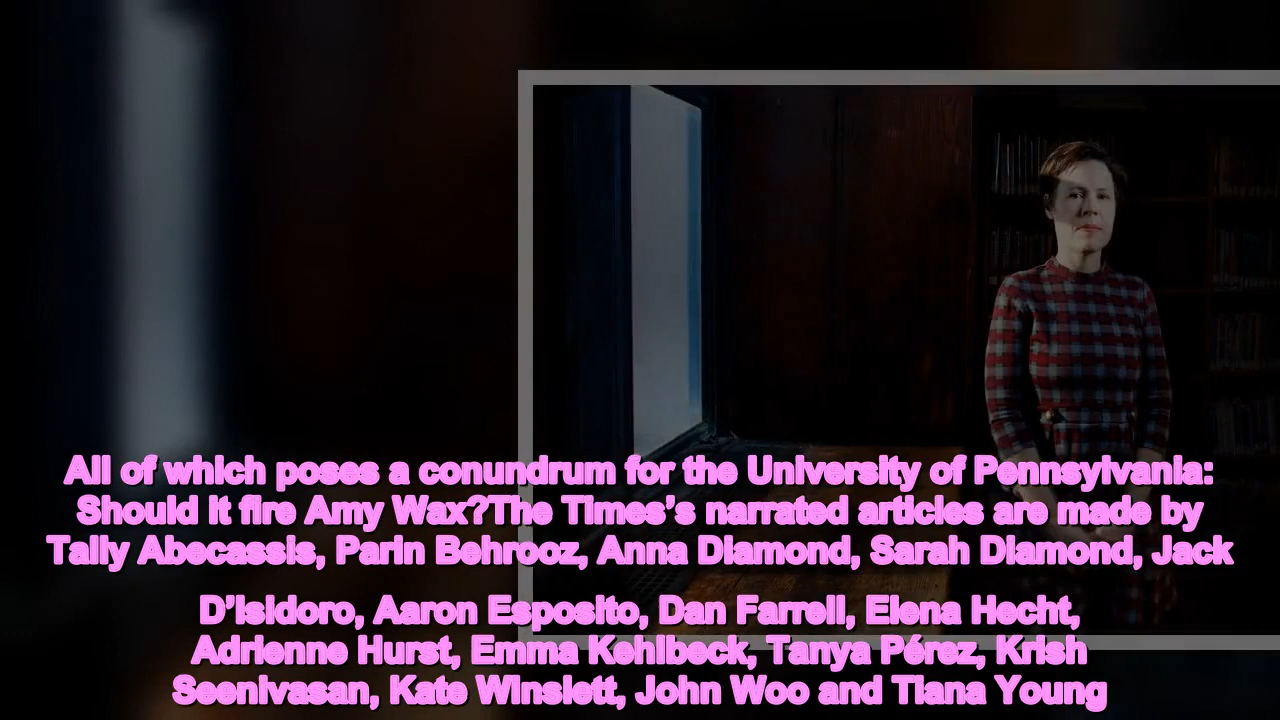 All of which poses a conundrum for the University of Pennsylvania:
Should it fire Amy Wax?The Times’s narrated articles are made by
Tally Abecassis, Parin Behrooz, Anna Diamond, Sarah Diamond, Jack
D’Isidoro, Aaron Esposito, Dan Farrell, Elena Hecht,
Adrienne Hurst, Emma Kehlbeck, Tanya Pérez, Krish
Seenivasan, Kate Winslett, John Woo and Tiana Young